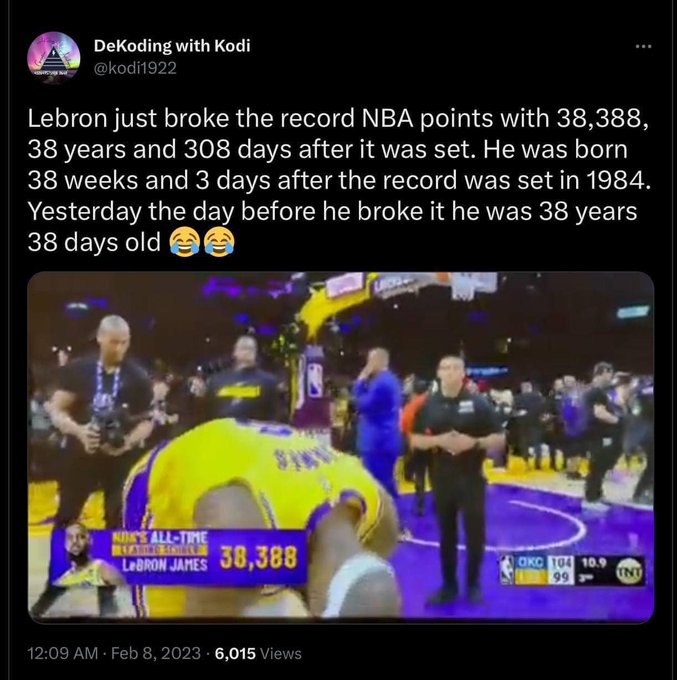 DeKoding with Kodi
@kodi1922
Lebron just broke the record NBA points with 38,388,
38 years and 308 days after it was set. He was born
38 weeks and 3 days after the record was set in 1984.
Yesterday the day before he broke it he was 38 years
38 days old 😂😂
NBA'S ALL-TIME
LEADING SCORER
LeBRON JAMES
38,388
OKC 104 10.9
99 3RD
TNT
12:09 AM · Feb 8, 2023 · 6,015 Views